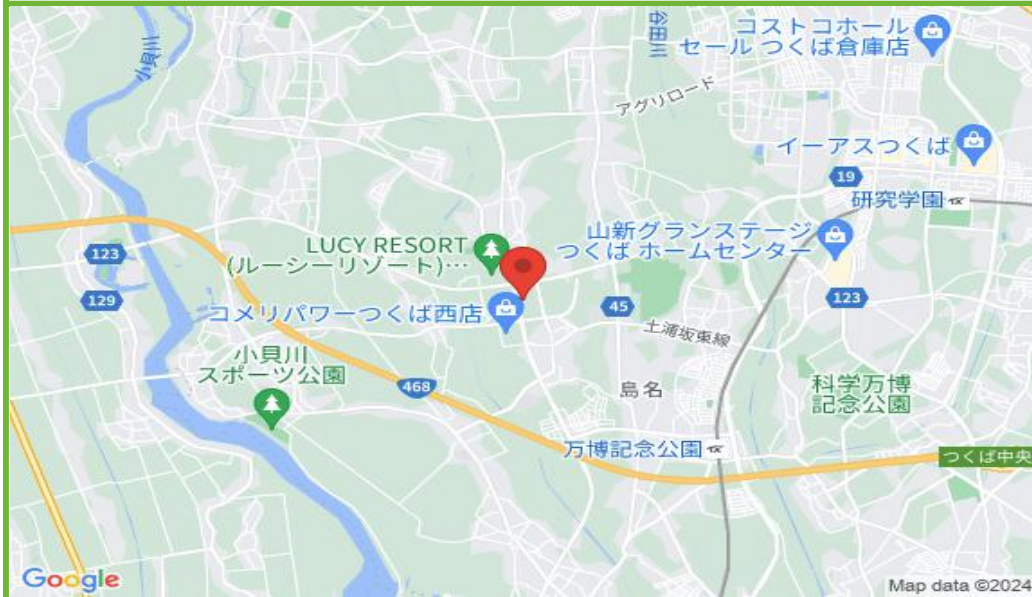 コストコホール
セール つくば倉庫店
谷田川
小貝川
アグリロード
イーアスつくば
19
研究学園
山新グランステージ
つくば ホームセンター
LUCY RESORT
(ルーシーリゾート)…
123
129
コメリパワーつくば西店
45
123
土浦坂東線
小貝川
スポーツ公園
468
島名
科学万博
記念公園
万博記念公園
つくば中央
Google
Map data ©2024